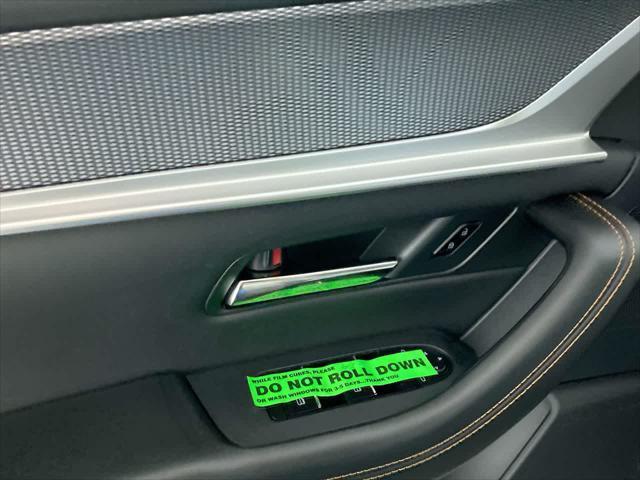 WHILE FILM CURES, PLEASE
DO NOT ROLL DOWN
OR WASH WINDOWS FOR 3-5 DAYS...THANK YOU